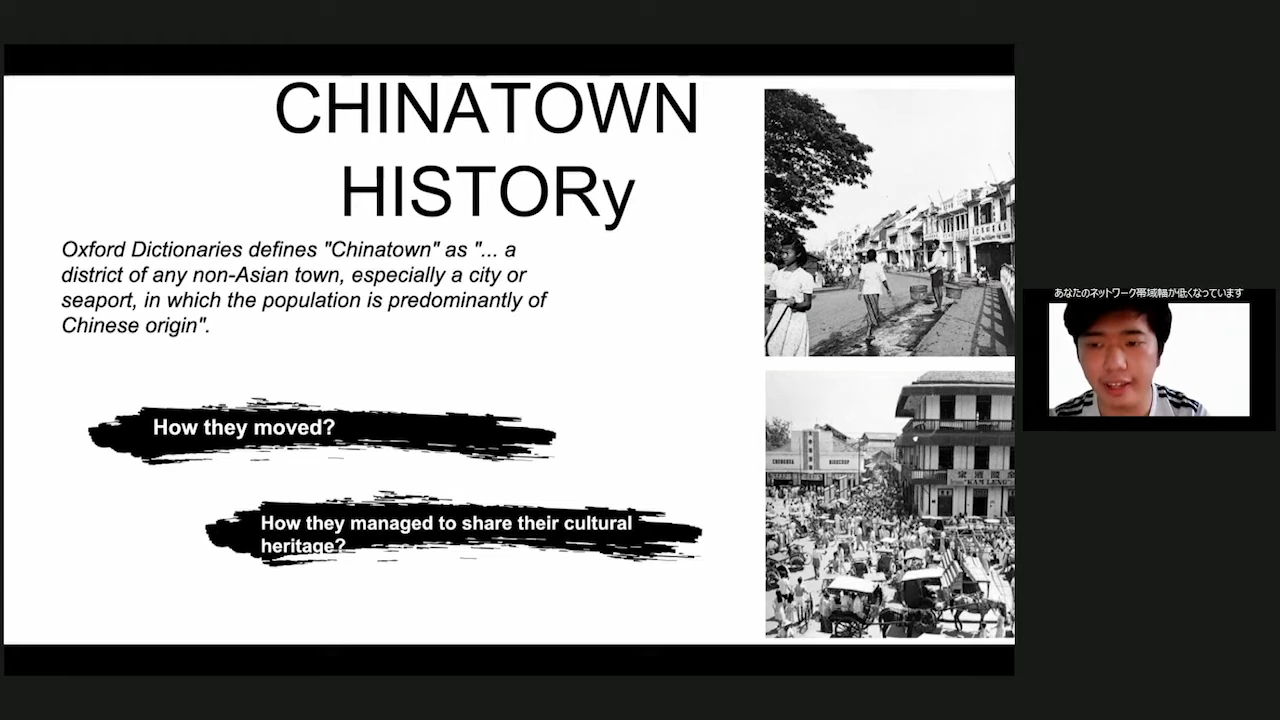 CHINATOWN
HISTORy
Oxford Dictionaries defines "Chinatown" as "... a
district of any non-Asian town, especially a city or
seaport, in which the population is predominantly of
Chinese origin".
How they moved?
How they managed to share their cultural
heritage?
"KAM LENG"
あなたのネットワーク帯域幅が低くなっています